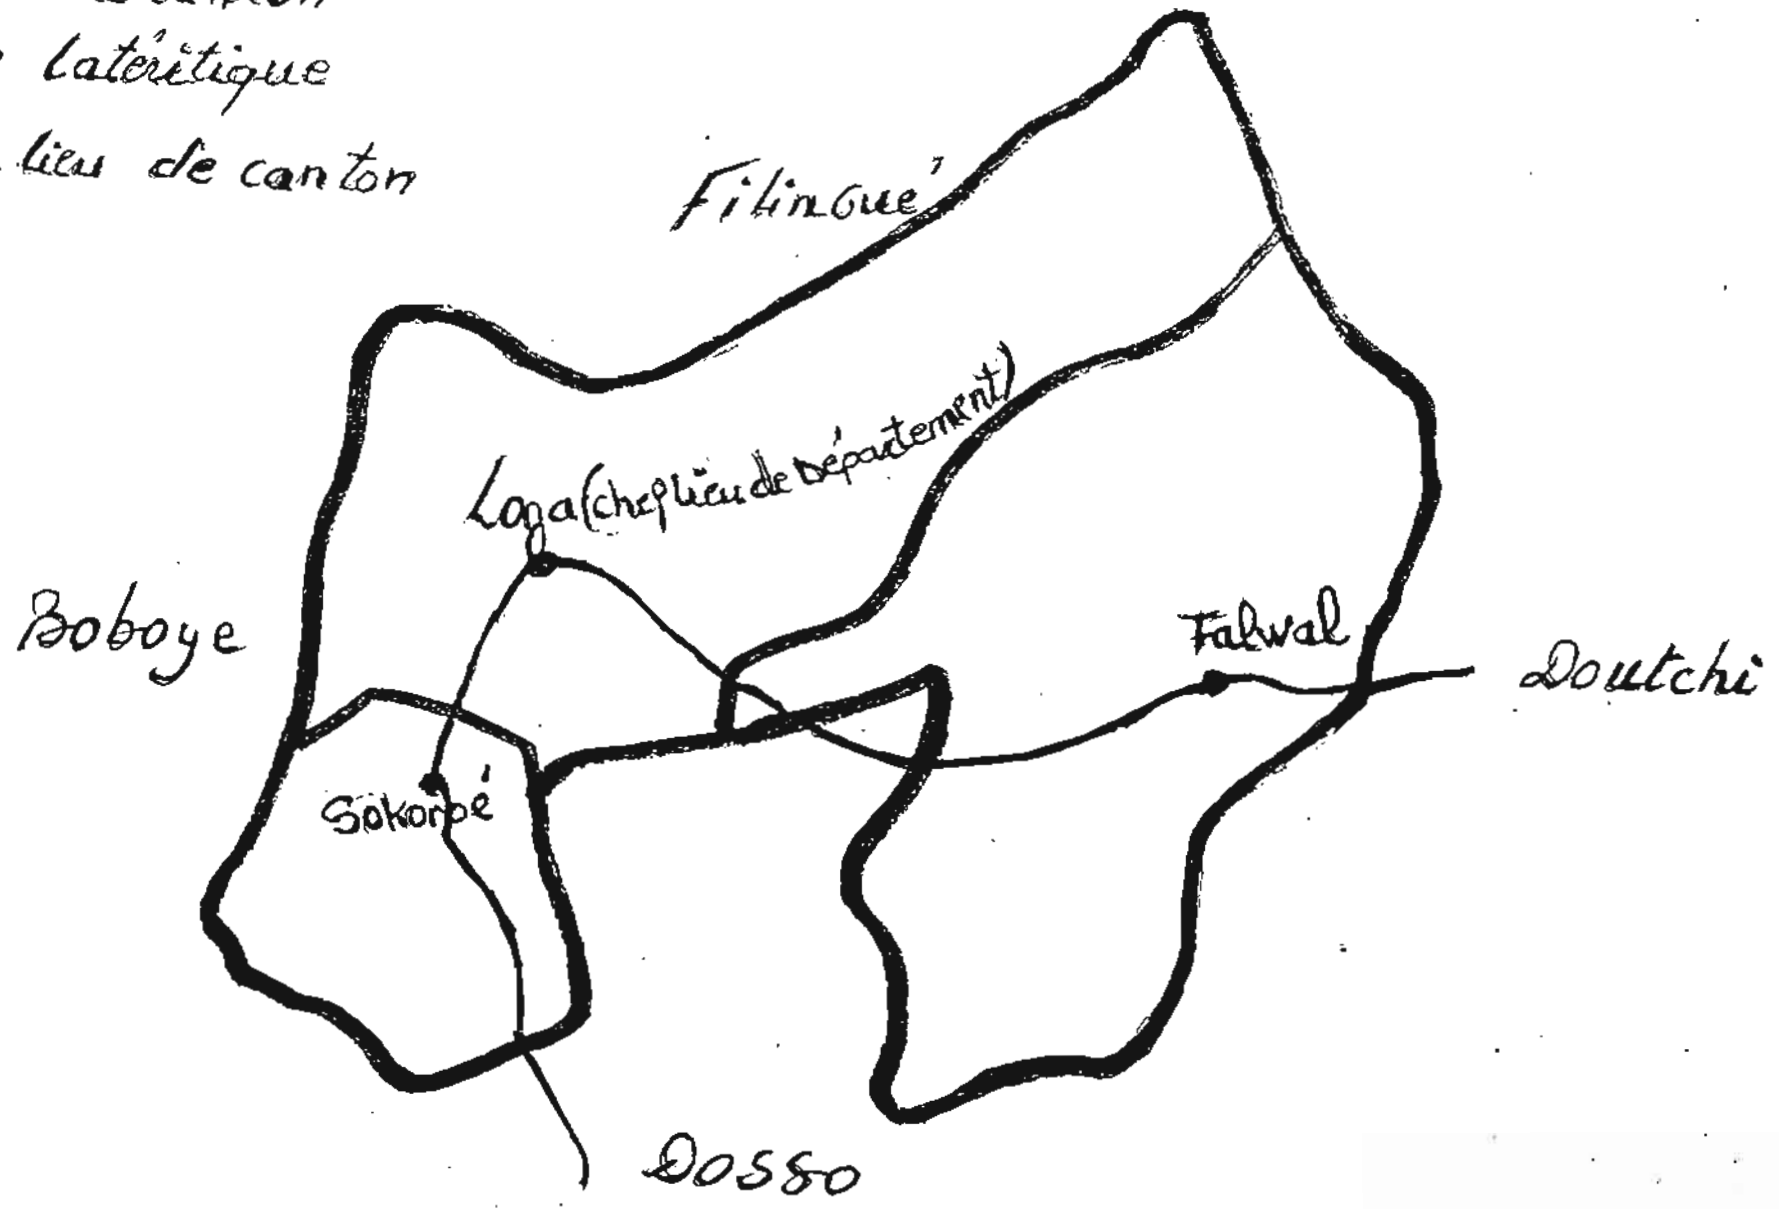 latéritique
lieu de canton
Filingué
Loga (chef lieu de Département)
Boboye
Falwal
Doutchi
Sokorbé
Dosso